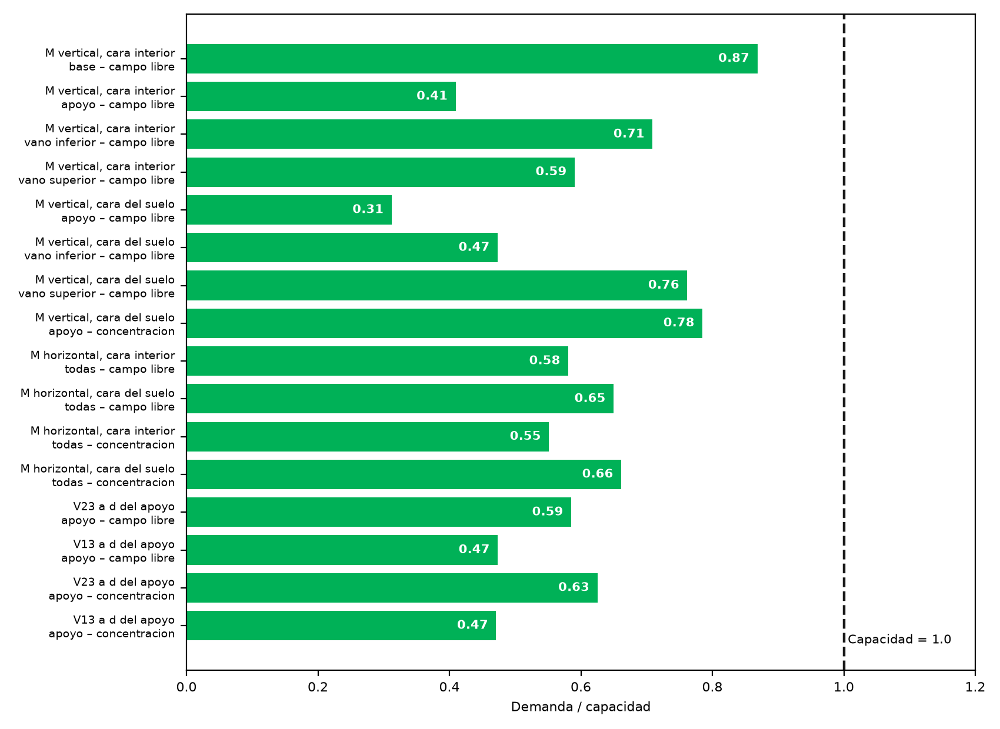 M vertical, cara interior
base – campo libre
0.87
M vertical, cara interior
apoyo – campo libre
0.41
M vertical, cara interior
vano inferior – campo libre
0.71
M vertical, cara interior
vano superior – campo libre
0.59
M vertical, cara del suelo
apoyo – campo libre
0.31
M vertical, cara del suelo
vano inferior – campo libre
0.47
M vertical, cara del suelo
vano superior – campo libre
0.76
M vertical, cara del suelo
apoyo – concentracion
0.78
M horizontal, cara interior
todas – campo libre
0.58
M horizontal, cara del suelo
todas – campo libre
0.65
M horizontal, cara interior
todas – concentracion
0.55
M horizontal, cara del suelo
todas – concentracion
0.66
V23 a d del apoyo
apoyo – campo libre
0.59
V13 a d del apoyo
apoyo – campo libre
0.47
V23 a d del apoyo
apoyo – concentracion
0.63
V13 a d del apoyo
apoyo – concentracion
0.47
Capacidad = 1.0
0.0 0.2 0.4 0.6 0.8 1.0 1.2
Demanda / capacidad